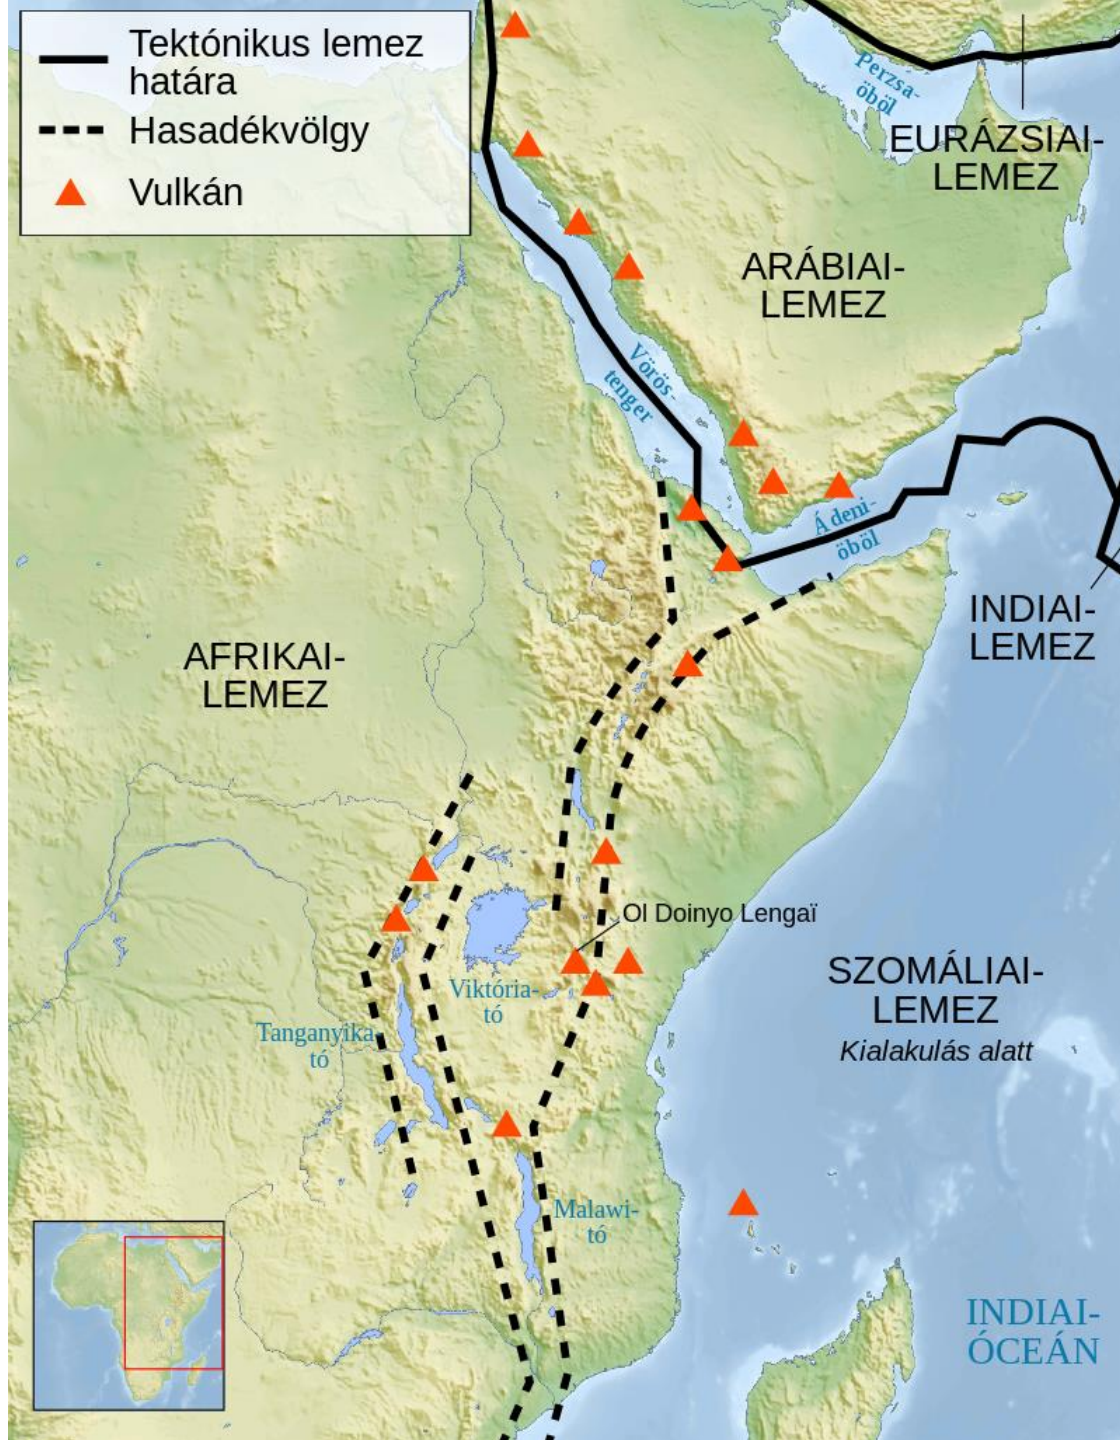 Tektónikus lemez
határa
Hasadékvölgy
Vulkán
Perzsa-
öböl
EURÁZSIAI-
LEMEZ
ARÁBIAI-
LEMEZ
Vörös-
tenger
Ádeni-
öböl
INDIAI-
LEMEZ
AFRIKAI-
LEMEZ
Ol Doinyo Lengaï
SZOMÁLIAI-
LEMEZ
Kialakulás alatt
Viktória-
tó
Tanganyika-
tó
Malawi-
tó
INDIAI-
ÓCEÁN